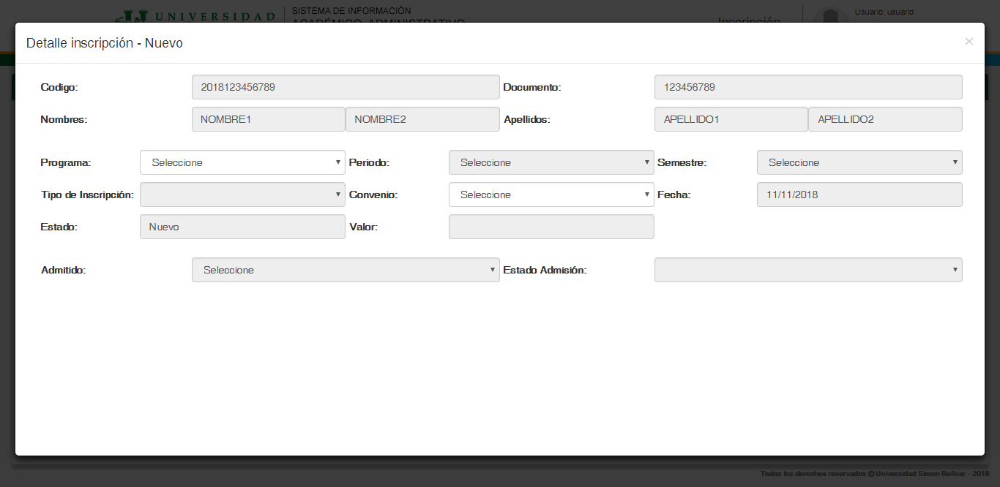 UNIVERSIDAD
SISTEMA DE INFORMACIÓN
ACADÉMICO ADMINISTRATIVO
Inscripción
Usuario: usuario
Detalle inscripción - Nuevo ×
Codigo: 2018123456789 Documento: 123456789
Nombres: NOMBRE1 NOMBRE2 Apellidos: APELLIDO1 APELLIDO2
Programa: Seleccione Periodo: Seleccione Semestre: Seleccione
Tipo de Inscripción: Convenio: Seleccione Fecha: 11/11/2018
Estado: Nuevo Valor:
Admitido: Seleccione Estado Admisión:
Todos los derechos reservados @ Universidad Simon Bolivar - 2018